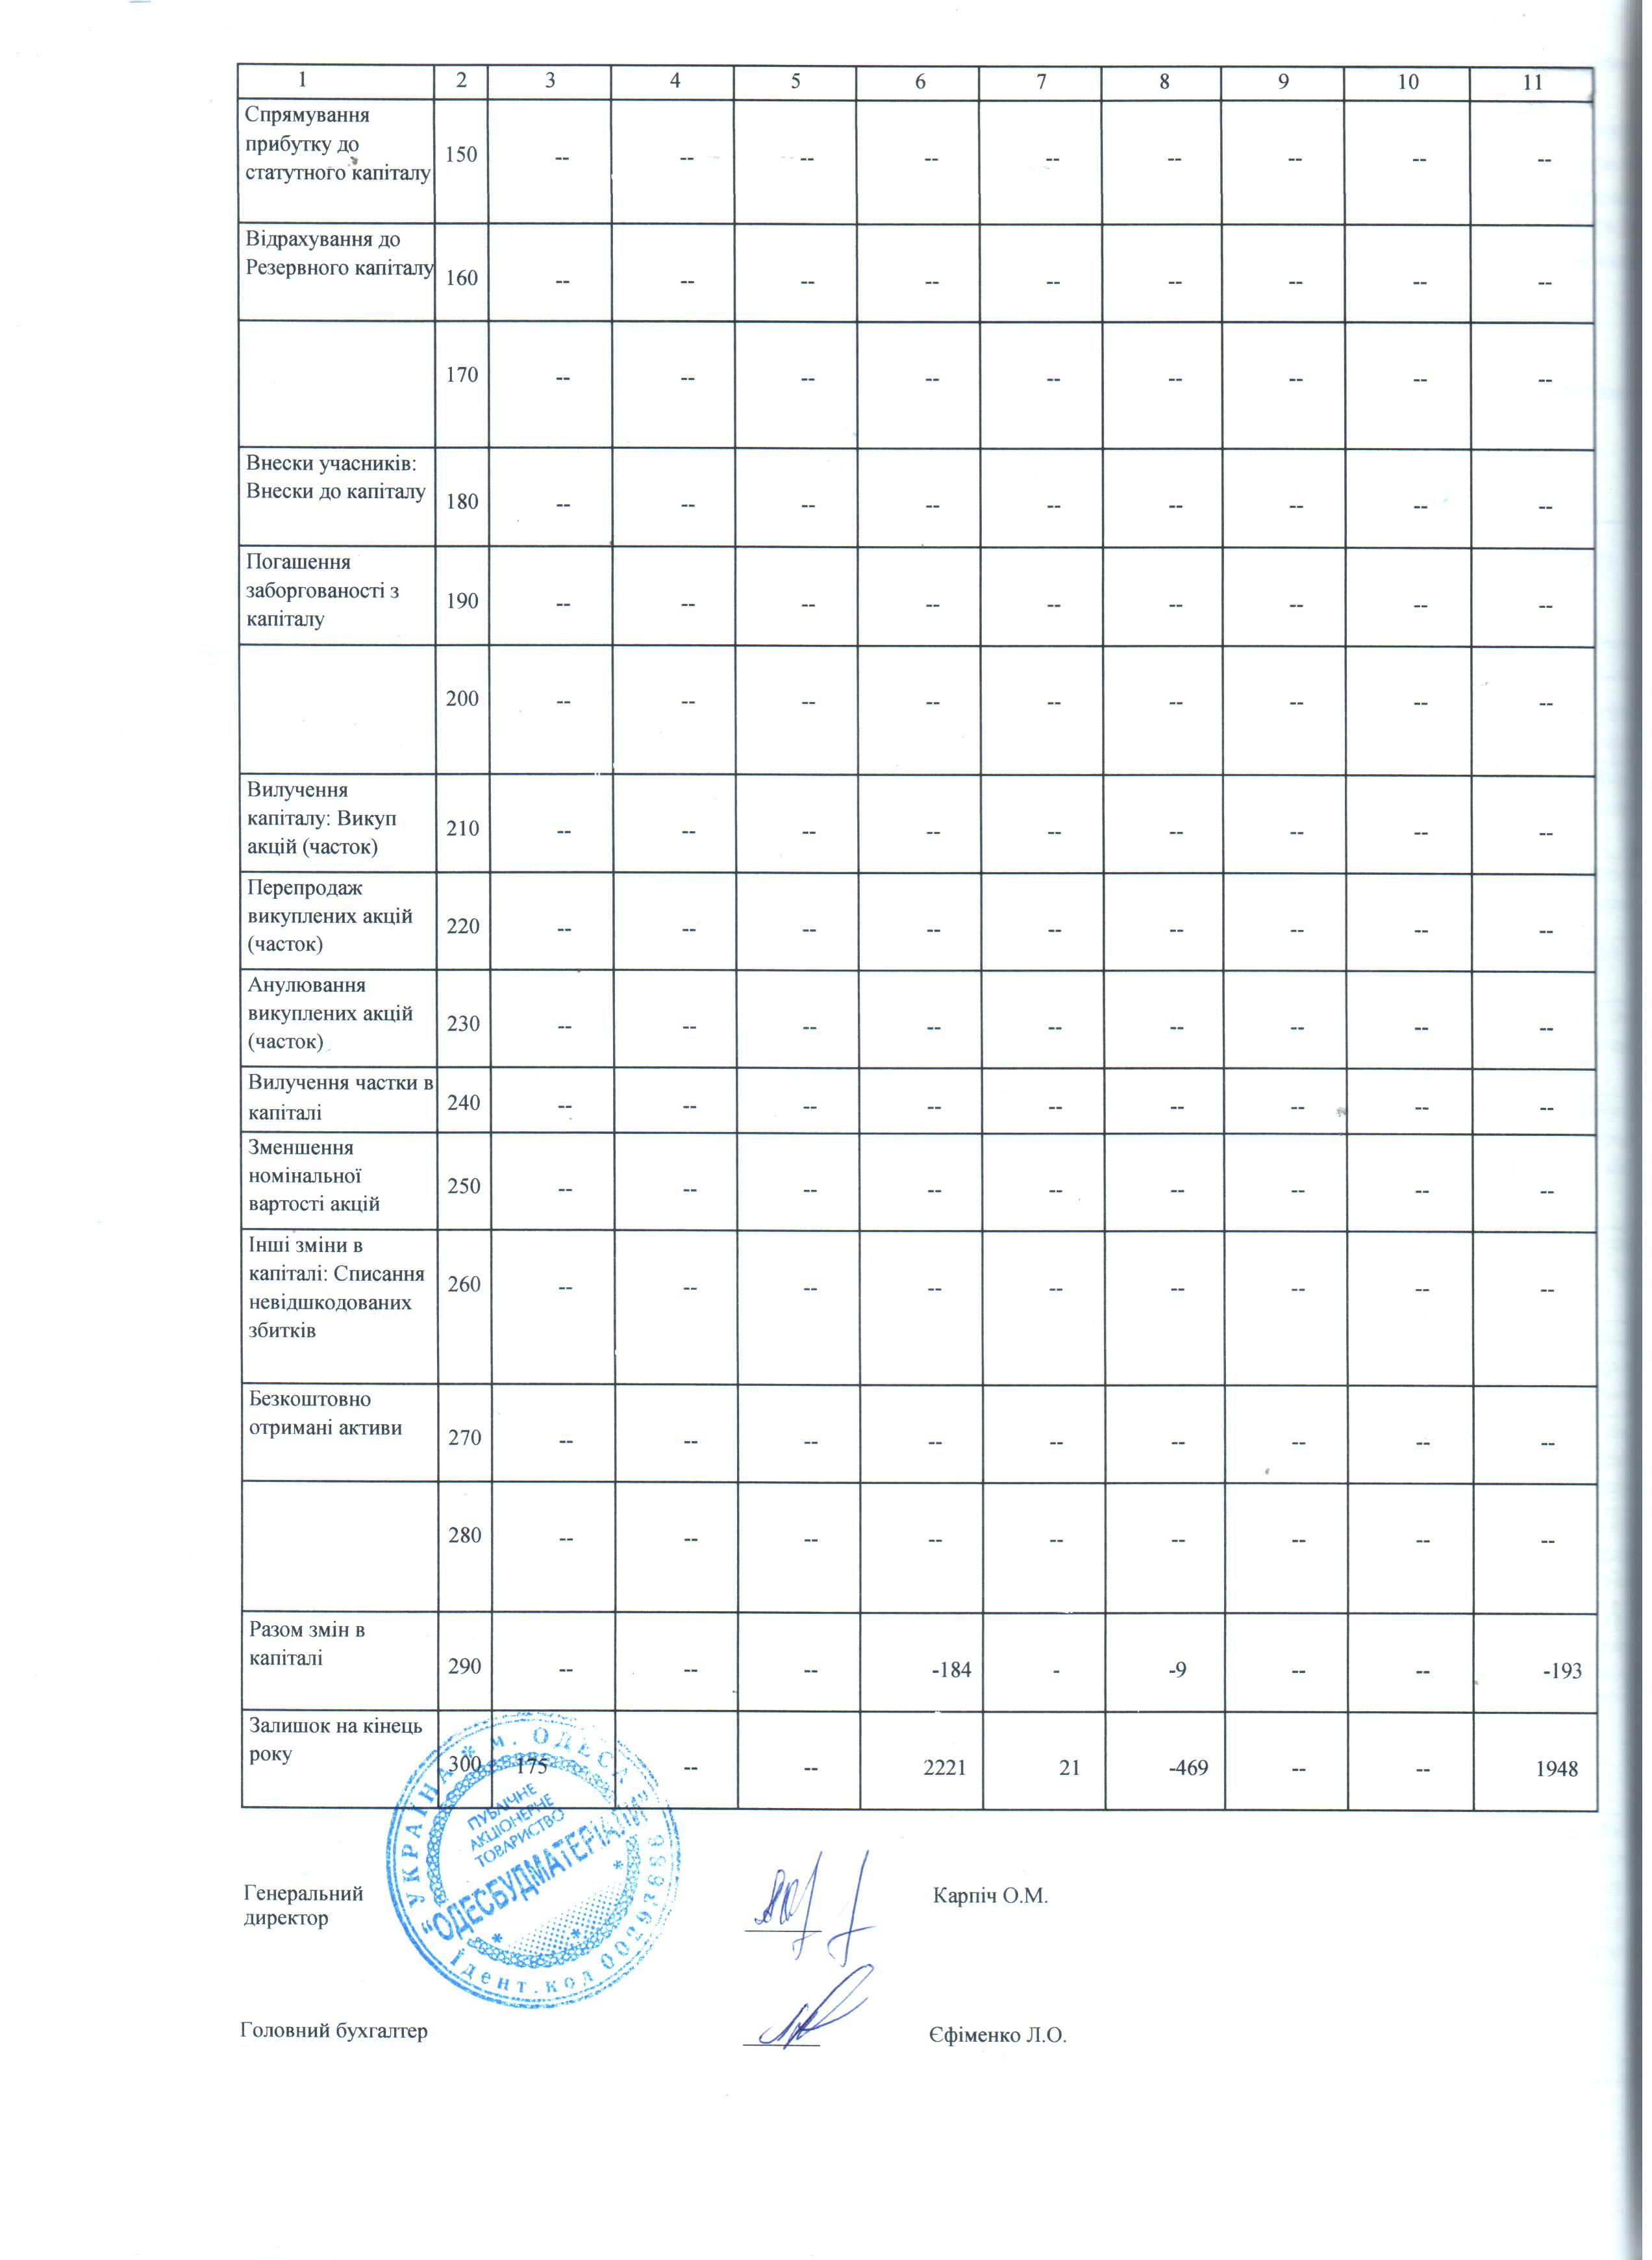 1 2 3 4 5 6 7 8 9 10 11
Спрямування
прибутку до
статутного капіталу
150 -- -- -- -- -- -- -- -- --
Відрахування до
Резервного капіталу
160 -- -- -- -- -- -- -- -- --
170 -- -- -- -- -- -- -- -- --
Внески учасників:
Внески до капіталу
180 -- -- -- -- -- -- -- -- --
Погашення
заборгованості з
капіталу
190 -- -- -- -- -- -- -- -- --
200 -- -- -- -- -- -- -- -- --
Вилучення
капіталу: Викуп
акцій (часток)
210 -- -- -- -- -- -- -- -- --
Перепродаж
викуплених акцій
(часток)
220 -- -- -- -- -- -- -- -- --
Анулювання
викуплених акцій
(часток)
230 -- -- -- -- -- -- -- -- --
Вилучення частки в
капіталі
240 -- -- -- -- -- -- -- -- --
Зменшення
номінальної
вартості акцій
250 -- -- -- -- -- -- -- -- --
Інші зміни в
капіталі: Списання
невідшкодованих
збитків
260 -- -- -- -- -- -- -- -- --
Безкоштовно
отримані активи
270 -- -- -- -- -- -- -- -- --
280 -- -- -- -- -- -- -- -- --
Разом змін в
капіталі
290 -- -- -- -184 - -9 -- -- -193
Залишок на кінець
року
300 175 -- -- 2221 21 -469 -- -- 1948
УКРАЇНА * м. ОДЕСА
ПУБЛІЧНЕ
АКЦІОНЕРНЕ
ТОВАРИСТВО
"ОДЕСБУДМАТЕРІАЛИ"
Ідент.код
Генеральний
директор
Карпіч О.М.
Головний бухгалтер
Єфіменко Л.О.